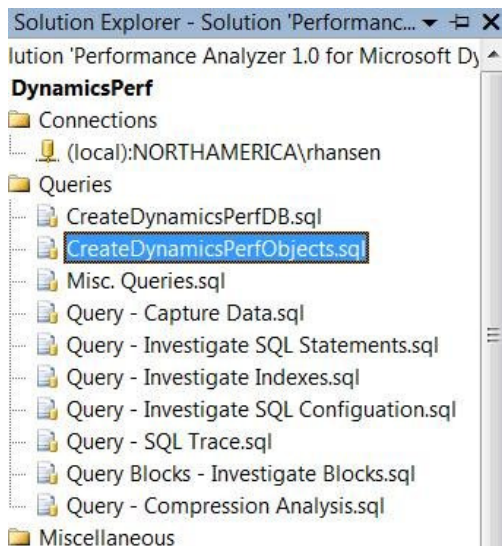 Solution Explorer - Solution 'Performanc...
lution 'Performance Analyzer 1.0 for Microsoft Dy
DynamicsPerf
Connections
(local):NORTHAMERICA\rhansen
Queries
CreateDynamicsPerfDB.sql
CreateDynamicsPerfObjects.sql
Misc. Queries.sql
Query - Capture Data.sql
Query - Investigate SQL Statements.sql
Query - Investigate Indexes.sql
Query - Investigate SQL Configuation.sql
Query - SQL Trace.sql
Query Blocks - Investigate Blocks.sql
Query - Compression Analysis.sql
Miscellaneous